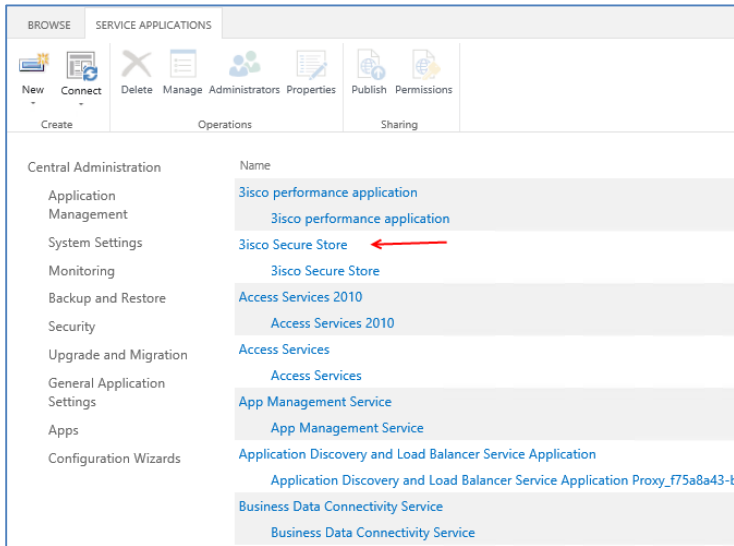 BROWSE SERVICE APPLICATIONS
New Connect Delete Manage Administrators Properties Publish Permissions
Create Operations Sharing
Central Administration
Application
Management
System Settings
Monitoring
Backup and Restore
Security
Upgrade and Migration
General Application
Settings
Apps
Configuration Wizards
Name
3isco performance application
3isco performance application
3isco Secure Store
3isco Secure Store
Access Services 2010
Access Services 2010
Access Services
Access Services
App Management Service
App Management Service
Application Discovery and Load Balancer Service Application
Application Discovery and Load Balancer Service Application Proxy_f75a8a43-b
Business Data Connectivity Service
Business Data Connectivity Service